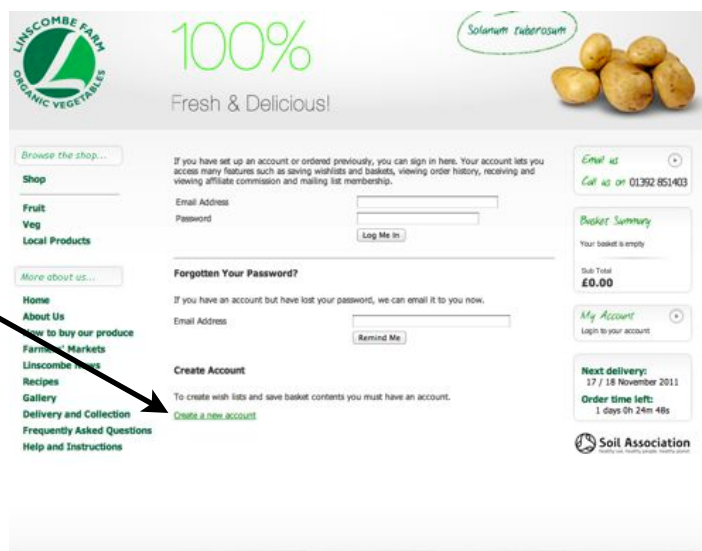 LINSCOMBE FARM
ORGANIC VEGETABLES
100%
Fresh & Delicious!
Solanum tuberosum
Browse the shop...
Shop
Fruit
Veg
Local Products
More about us...
Home
About Us
How to buy our produce
Farmers' Markets
Linscombe News
Recipes
Gallery
Delivery and Collection
Frequently Asked Questions
Help and Instructions
If you have set up an account or ordered previously, you can sign in here. Your account lets you
access many features such as saving wishlists and baskets, viewing order history, receiving and
viewing affiliate commission and mailing list membership.
Email Address
Password
Log Me In
Forgotten Your Password?
If you have an account but have lost your password, we can email it to you now.
Email Address
Remind Me
Create Account
To create wish lists and save basket contents you must have an account.
Create a new account
Email us
Call us on 01392 851403
Basket Summary
Your basket is empty
Sub Total
£0.00
My Account
Login to your account
Next delivery:
17 / 18 November 2011
Order time left:
1 days 0h 24m 48s
Soil Association
healthy soil, healthy people, healthy planet